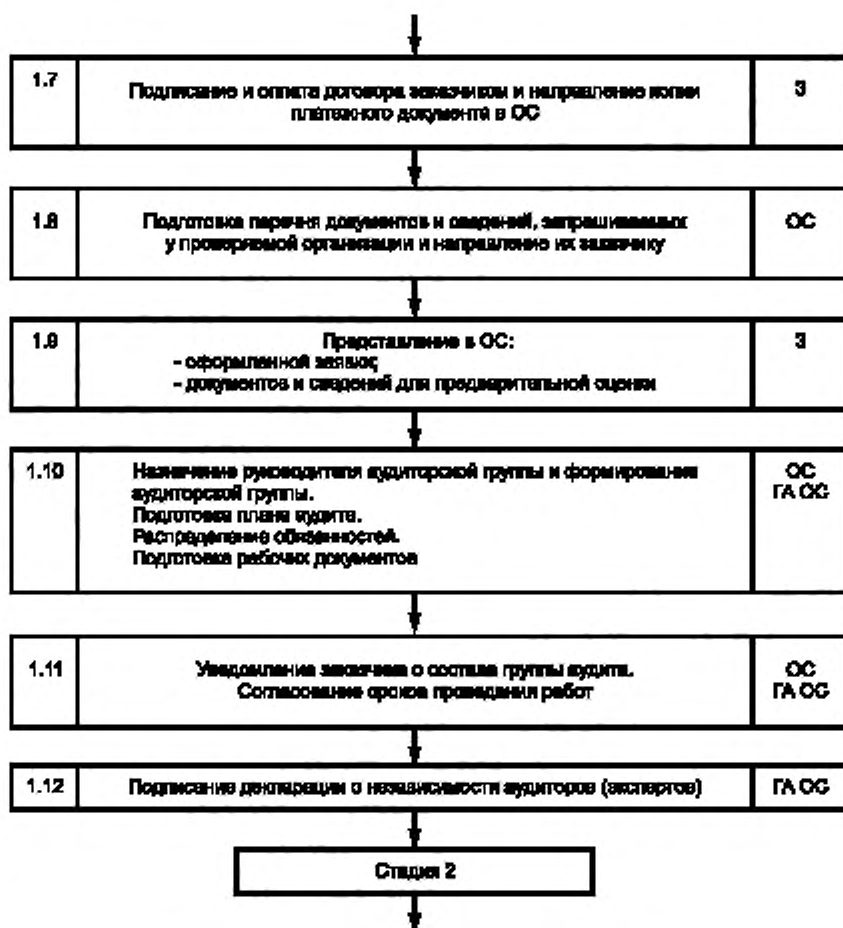 1.7
Подписание и оплата договора заказчиком и направление копии
платежного документа в ОС
З
1.8
Подготовка перечня документов и сведений, запрашиваемых
у проверяемой организации и направление их заказчику
ОС
1.9
Представление в ОС:
- оформленной заявки;
- документов и сведений для предварительной оценки
З
1.10
Назначение руководителя аудиторской группы и формирование
аудиторской группы.
Подготовка плана аудита.
Распределение обязанностей.
Подготовка рабочих документов
ОС
ГА ОС
1.11
Уведомление заказчика о составе группы аудита.
Согласование сроков проведения работ
ОС
ГА ОС
1.12
Подписание декларации о независимости аудиторов (экспертов)
ГА ОС
Стадия 2